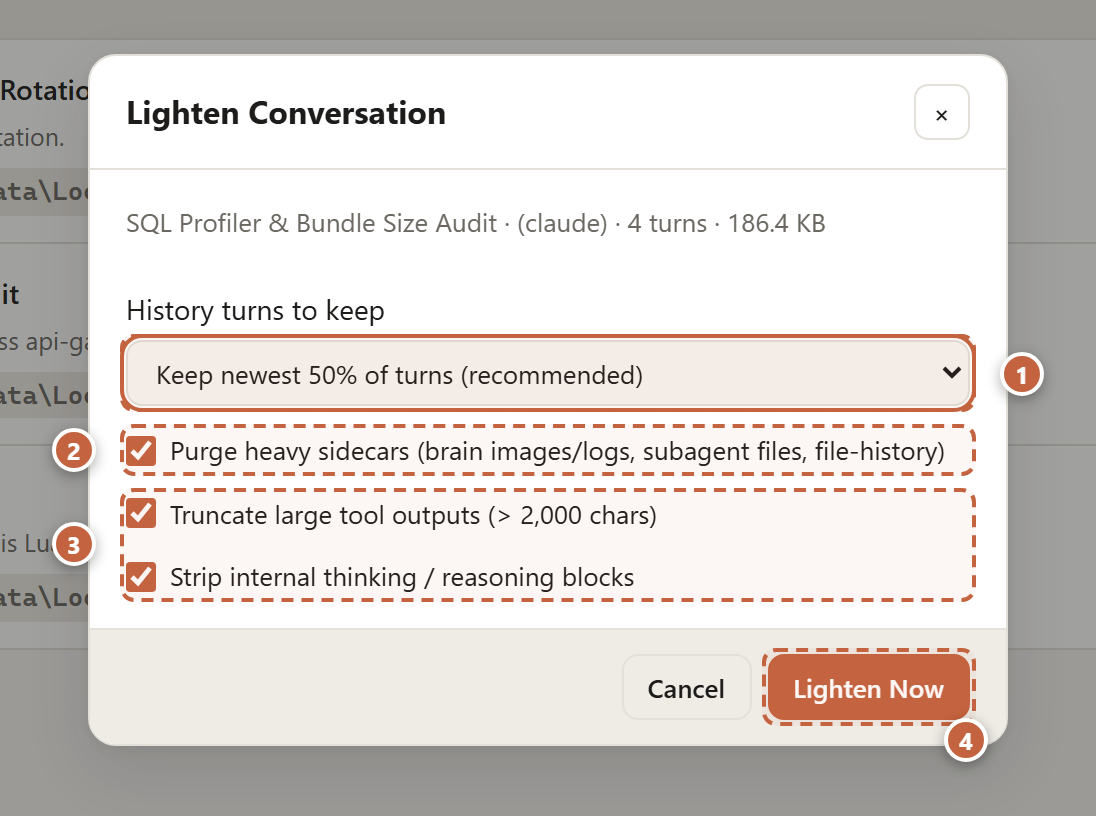 Lighten Conversation
×
SQL Profiler & Bundle Size Audit · (claude) · 4 turns · 186.4 KB
History turns to keep
Keep newest 50% of turns (recommended)
1
2
Purge heavy sidecars (brain images/logs, subagent files, file-history)
Truncate large tool outputs (> 2,000 chars)
3
Strip internal thinking / reasoning blocks
Cancel
Lighten Now
4